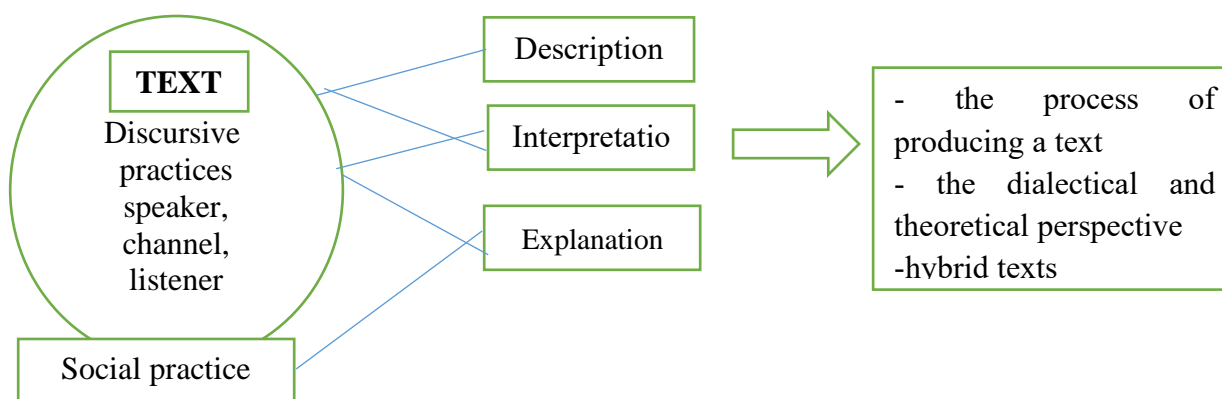 TEXT
Discursive
practices
speaker,
channel,
listener
Social practice
Description
Interpretatio
Explanation
- the process of
producing a text
- the dialectical and
theoretical perspective
-hybrid texts